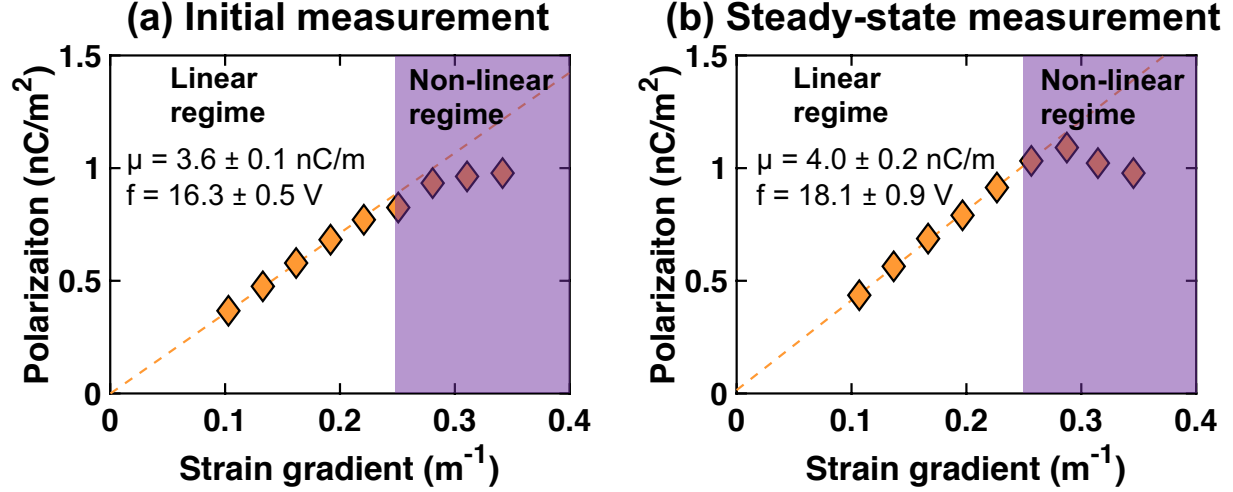 (a) Initial measurement
Polarizaiton (nC/m²)
1.5
1
0.5
0
Linear
regime
Non-linear
regime
μ = 3.6 ± 0.1 nC/m
f = 16.3 ± 0.5 V
0 0.1 0.2 0.3 0.4
Strain gradient (m⁻¹)
(b) Steady-state measurement
Polarizaiton (nC/m²)
1.5
1
0.5
0
Linear
regime
Non-linear
regime
μ = 4.0 ± 0.2 nC/m
f = 18.1 ± 0.9 V
0 0.1 0.2 0.3 0.4
Strain gradient (m⁻¹)